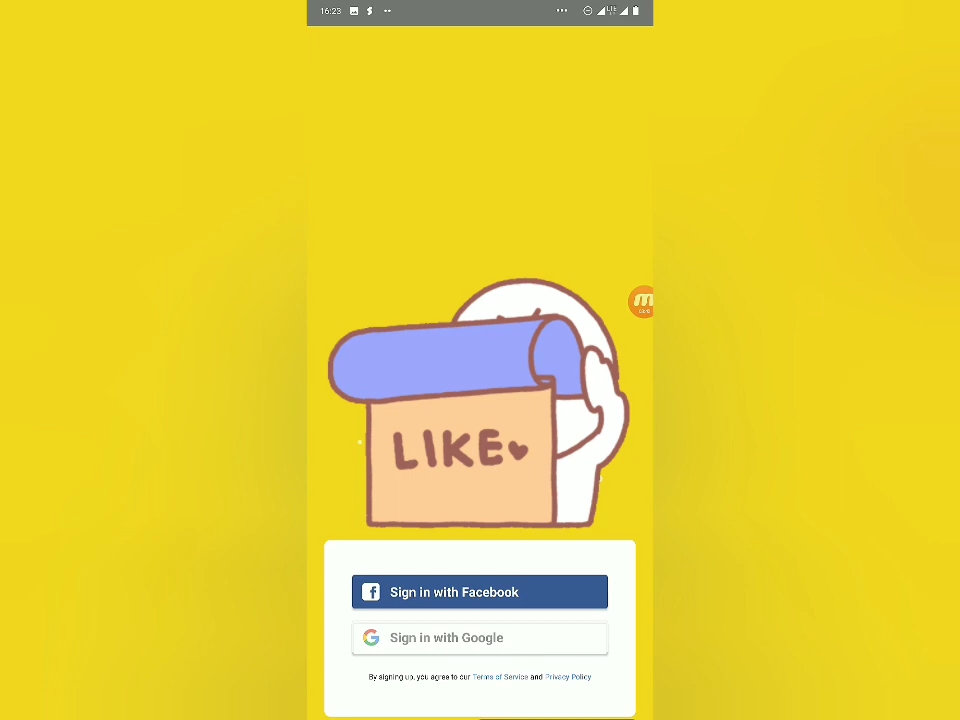 16:23
LTE
LIKE
Sign in with Facebook
Sign in with Google
By signing up, you agree to our Terms of Service and Privacy Policy